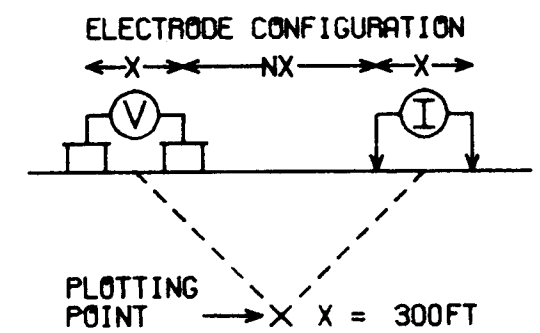 ELECTRODE CONFIGURATION
X NX X
V I
PLOTTING
POINT X X = 300FT